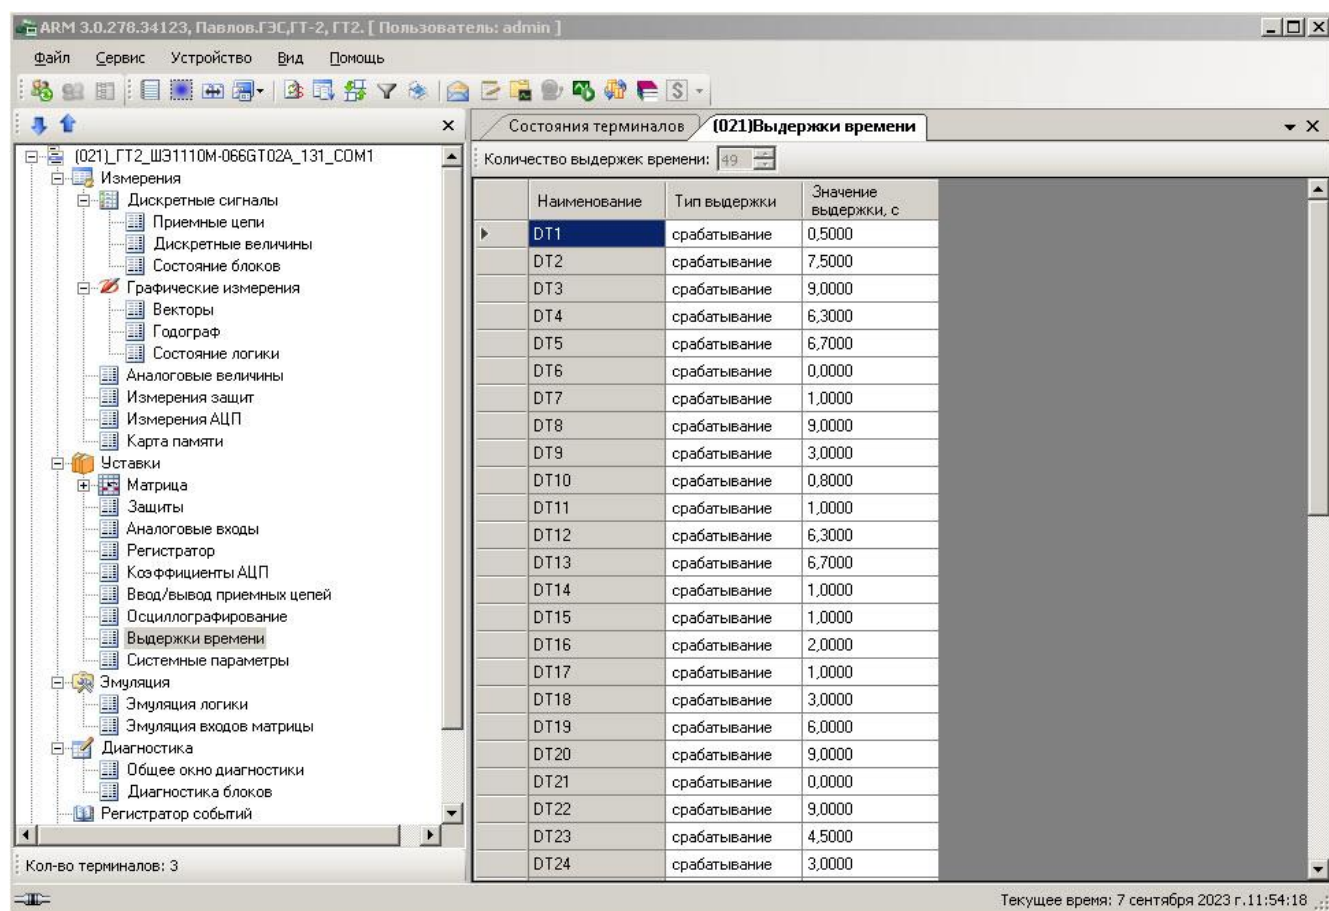 ARM 3.0.278.34123, Павлов.ГЭС,ГТ-2, ГТ2. [ Пользователь: admin ]
Файл Сервис Устройство Вид Помощь
Состояния терминалов (021)Выдержки времени
(021)_ГТ2_ШЭ1110М-066GT02A_131_COM1
Измерения
Дискретные сигналы
Приемные цепи
Дискретные величины
Состояние блоков
Графические измерения
Векторы
Годограф
Состояние логики
Аналоговые величины
Измерения защит
Измерения АЦП
Карта памяти
Уставки
Матрица
Защиты
Аналоговые входы
Регистратор
Коэффициенты АЦП
Ввод/вывод приемных цепей
Осциллографирование
Выдержки времени
Системные параметры
Эмуляция
Эмуляция логики
Эмуляция входов матрицы
Диагностика
Общее окно диагностики
Диагностика блоков
Регистратор событий
Кол-во терминалов: 3
Количество выдержек времени: 49
Наименование Тип выдержки Значение
выдержки, с
DT1 срабатывание 0,5000
DT2 срабатывание 7,5000
DT3 срабатывание 9,0000
DT4 срабатывание 6,3000
DT5 срабатывание 6,7000
DT6 срабатывание 0,0000
DT7 срабатывание 1,0000
DT8 срабатывание 9,0000
DT9 срабатывание 3,0000
DT10 срабатывание 0,8000
DT11 срабатывание 1,0000
DT12 срабатывание 6,3000
DT13 срабатывание 6,7000
DT14 срабатывание 1,0000
DT15 срабатывание 1,0000
DT16 срабатывание 2,0000
DT17 срабатывание 1,0000
DT18 срабатывание 3,0000
DT19 срабатывание 6,0000
DT20 срабатывание 9,0000
DT21 срабатывание 0,0000
DT22 срабатывание 9,0000
DT23 срабатывание 4,5000
DT24 срабатывание 3,0000
Текущее время: 7 сентября 2023 г.11:54:18